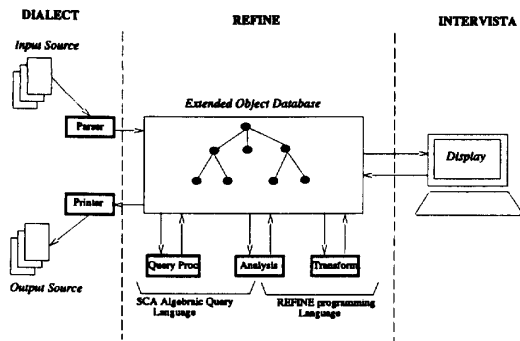 DIALECT
REFINE
INTERVISTA
Input Source
Extended Object Database
Parser
Display
Printer
Query Proc
Analysis
Transform.
Output Source
SCA Algebraic Query
Language
REFINE programming
Language